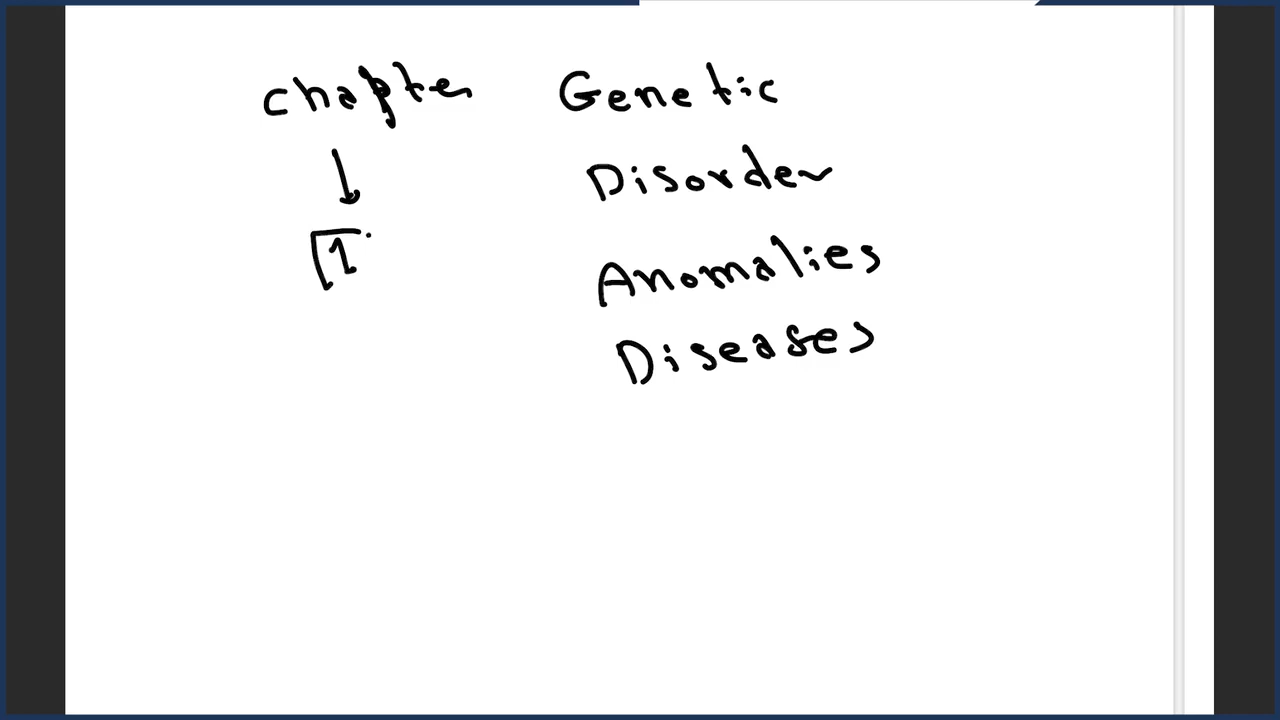 chapter Genetic
↓ Disorder
1 Anomalies
Diseases